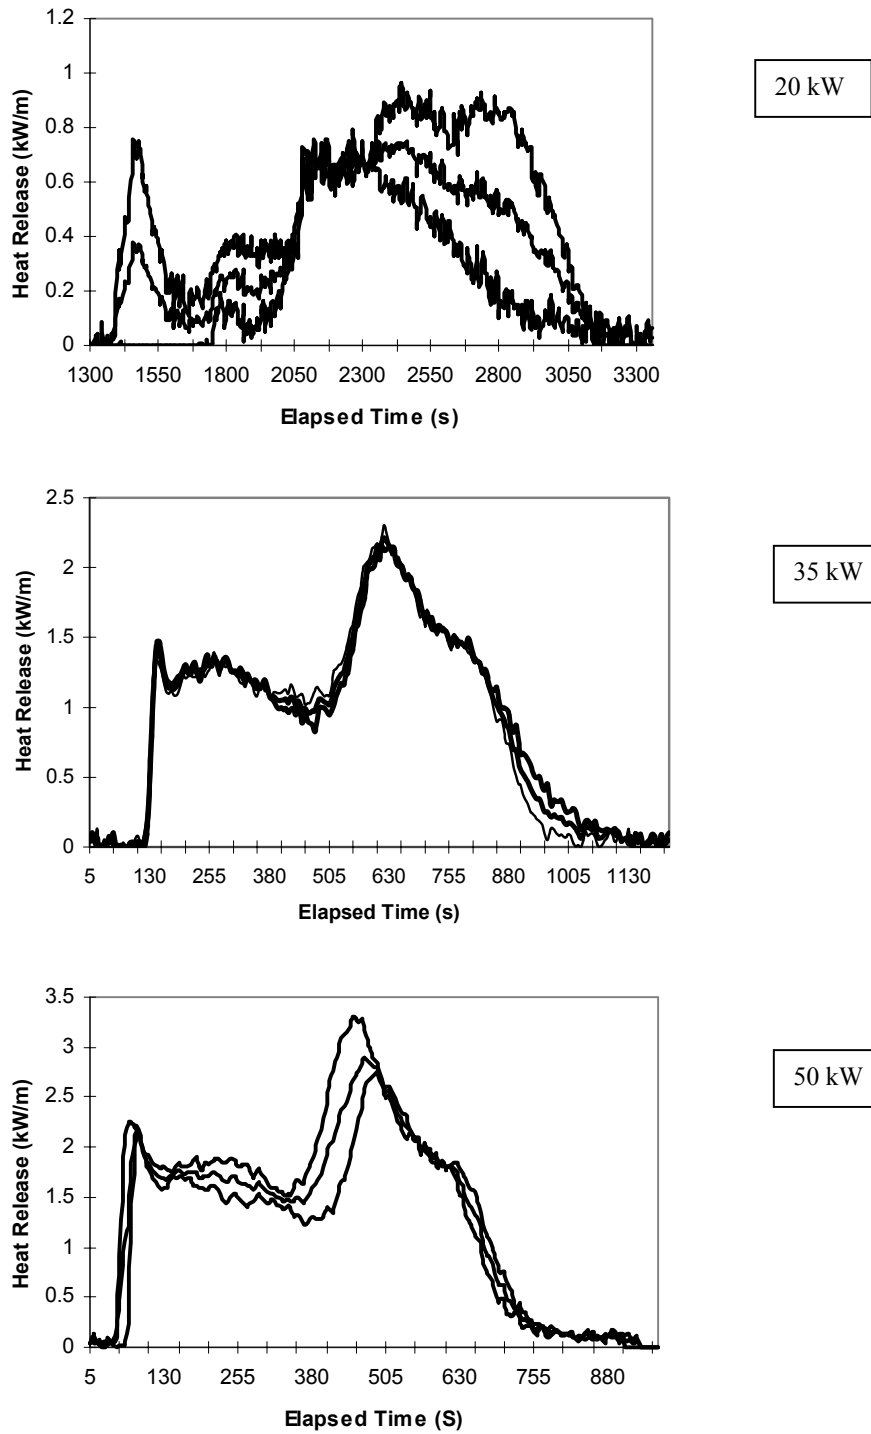 1.2
1
0.8
0.6
0.4
0.2
0
Heat Release (kW/m)
1300 1550 1800 2050 2300 2550 2800 3050 3300
Elapsed Time (s)
20 kW
2.5
2
1.5
1
0.5
0
Heat Release (kW/m)
5 130 255 380 505 630 755 880 1005 1130
Elapsed Time (s)
35 kW
3.5
3
2.5
2
1.5
1
0.5
0
Heat Release (kW/m)
5 130 255 380 505 630 755 880
Elapsed Time (S)
50 kW